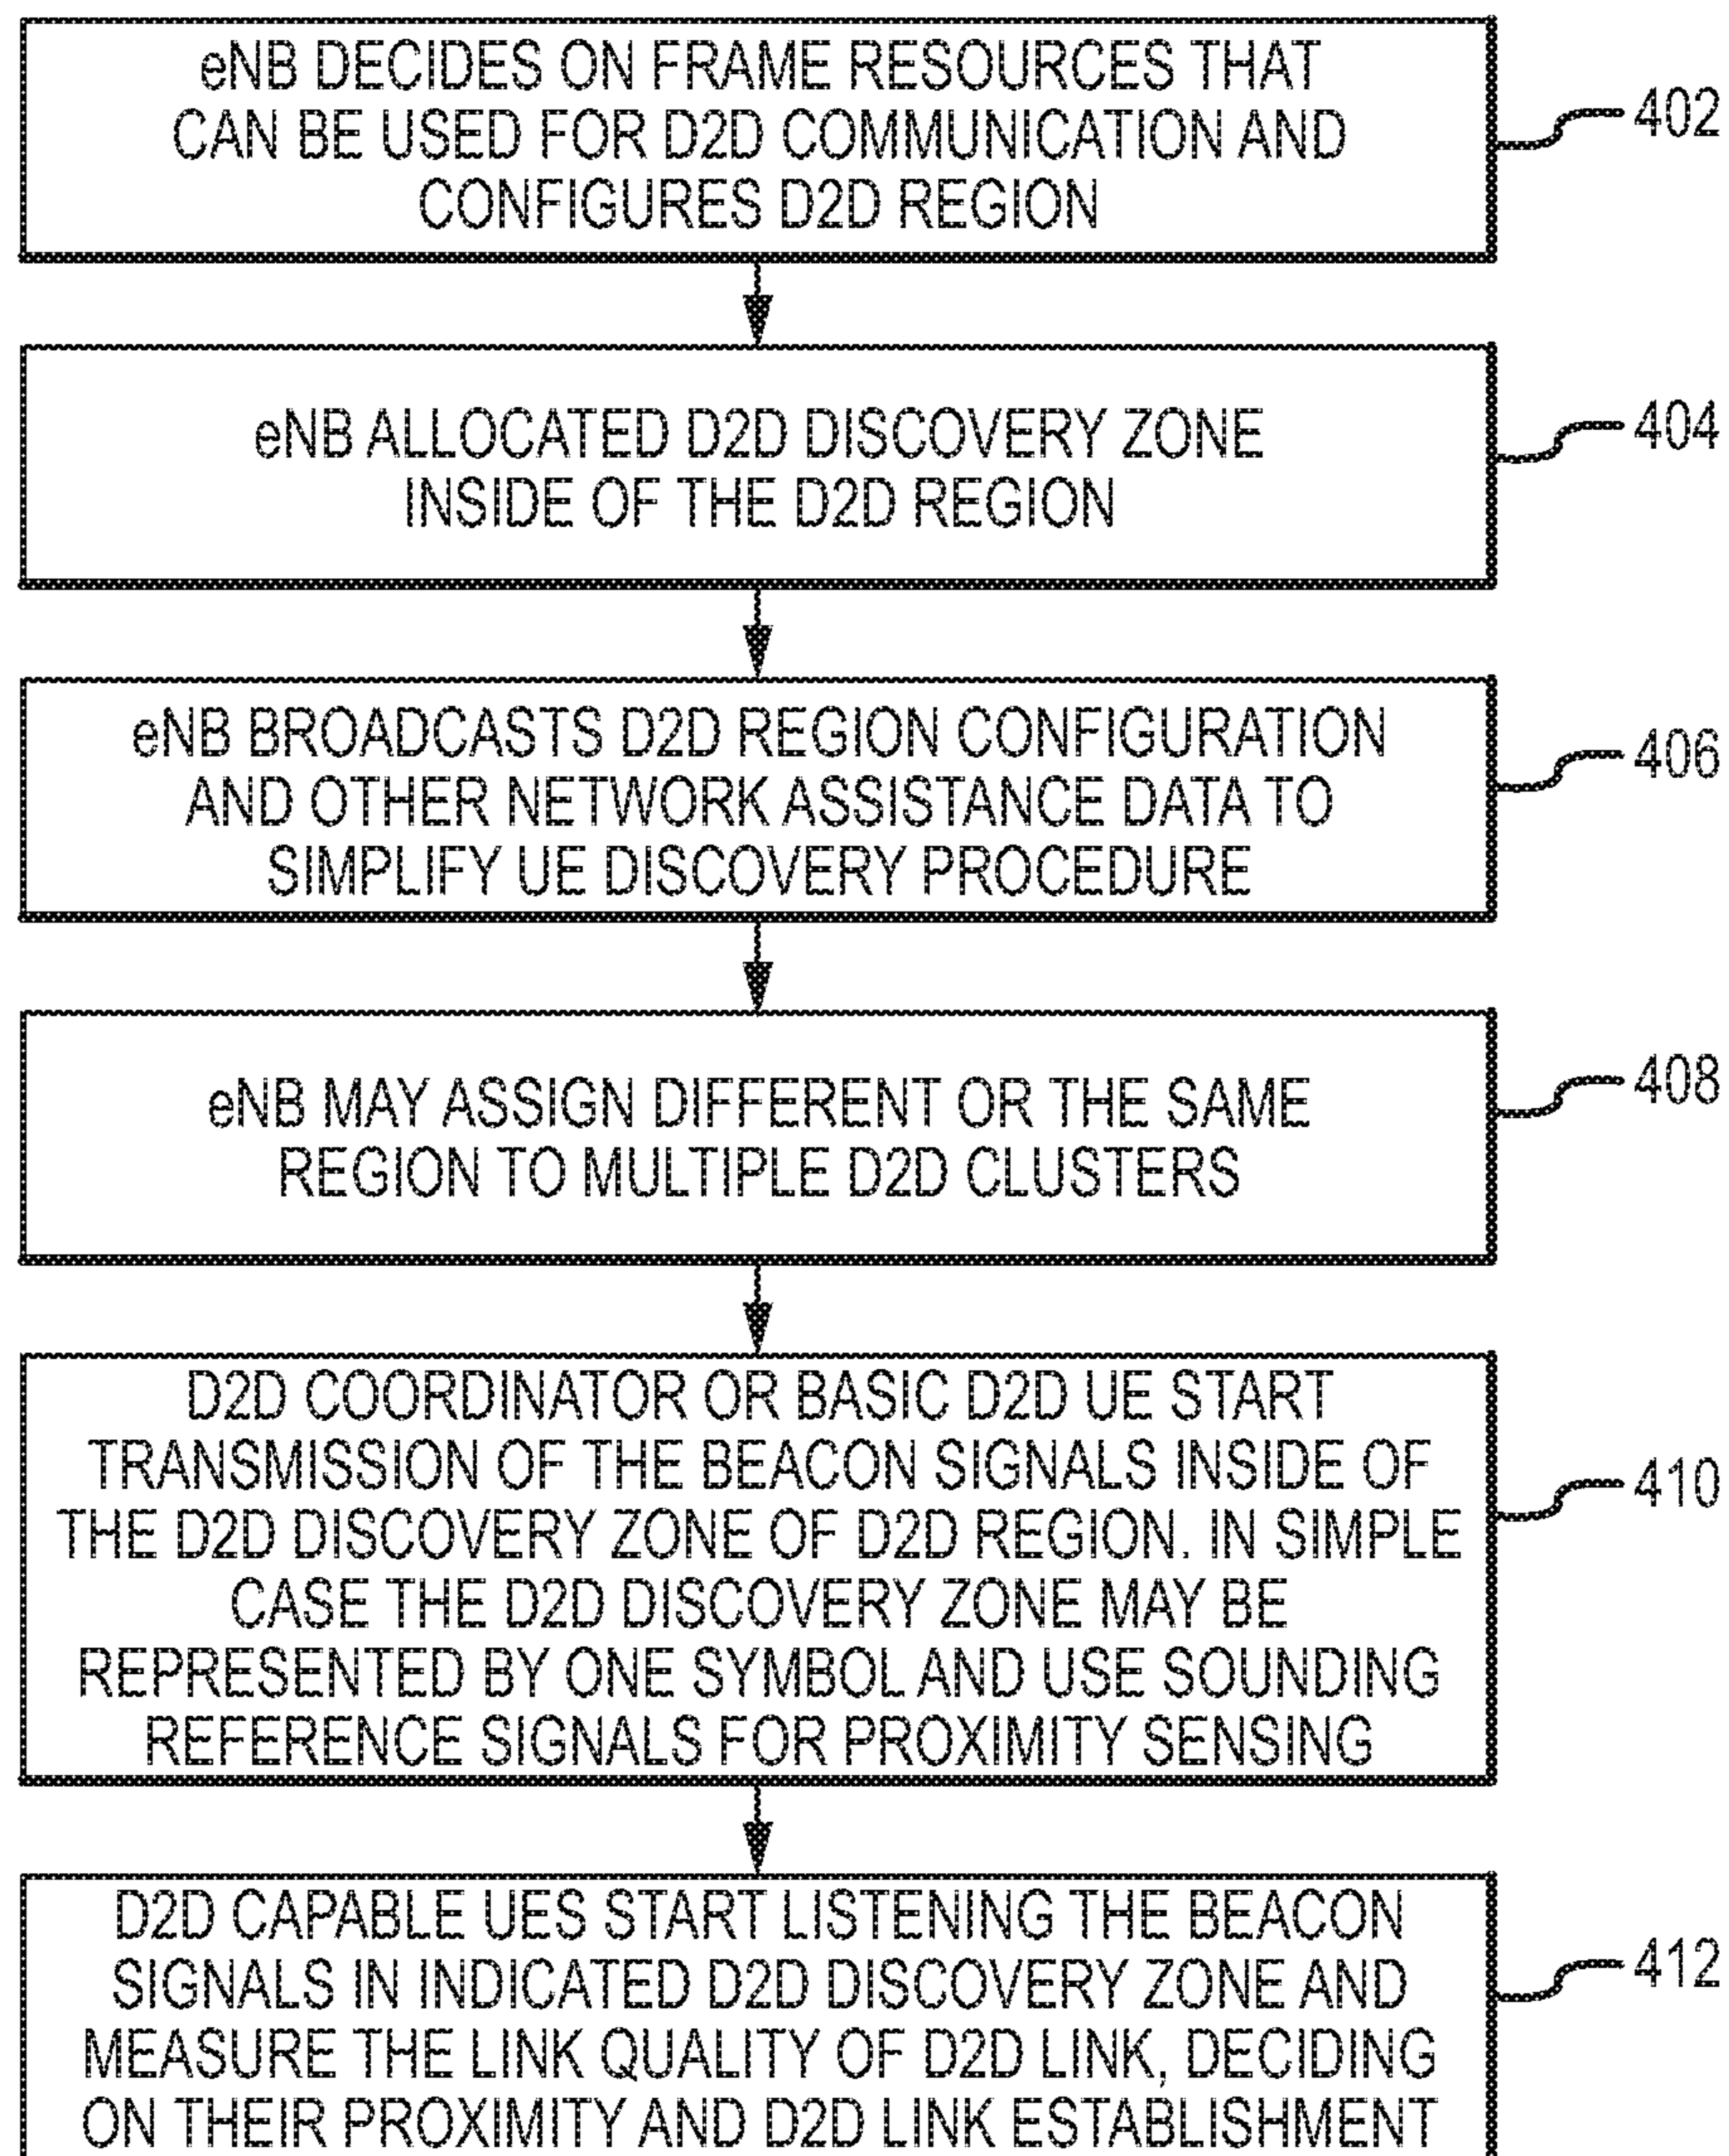 eNB DECIDES ON FRAME RESOURCES THAT
CAN BE USED FOR D2D COMMUNICATION AND
CONFIGURES D2D REGION
402
eNB ALLOCATED D2D DISCOVERY ZONE
INSIDE OF THE D2D REGION
404
eNB BROADCASTS D2D REGION CONFIGURATION
AND OTHER NETWORK ASSISTANCE DATA TO
SIMPLIFY UE DISCOVERY PROCEDURE
406
eNB MAY ASSIGN DIFFERENT OR THE SAME
REGION TO MULTIPLE D2D CLUSTERS
408
D2D COORDINATOR OR BASIC D2D UE START
TRANSMISSION OF THE BEACON SIGNALS INSIDE OF
THE D2D DISCOVERY ZONE OF D2D REGION. IN SIMPLE
CASE THE D2D DISCOVERY ZONE MAY BE
REPRESENTED BY ONE SYMBOL AND USE SOUNDING
REFERENCE SIGNALS FOR PROXIMITY SENSING
410
D2D CAPABLE UES START LISTENING THE BEACON
SIGNALS IN INDICATED D2D DISCOVERY ZONE AND
MEASURE THE LINK QUALITY OF D2D LINK, DECIDING
ON THEIR PROXIMITY AND D2D LINK ESTABLISHMENT
412